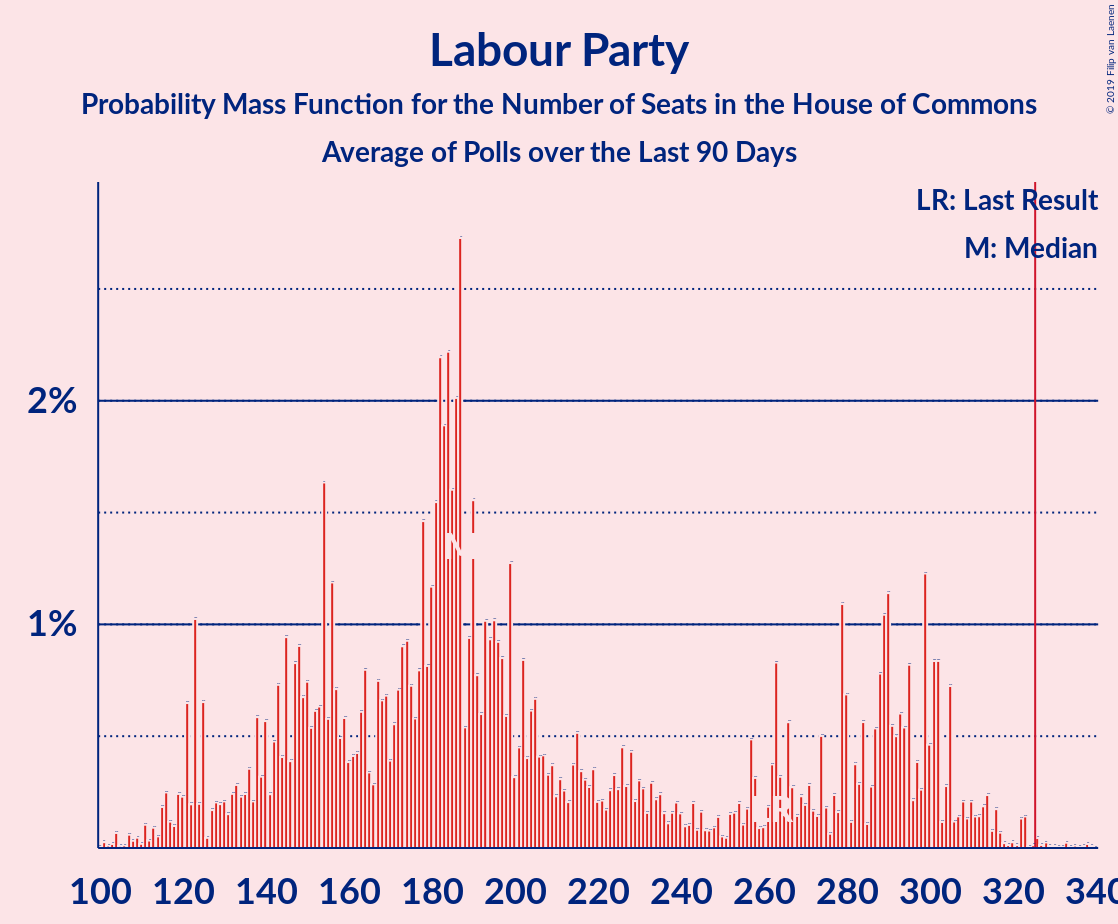 Labour Party
Probability Mass Function for the Number of Seats in the House of Commons
Average of Polls over the Last 90 Days
© 2019 Filip van Laenen
LR: Last Result
M: Median
2%
1%
M
LR
100 120 140 160 180 200 220 240 260 280 300 320 340